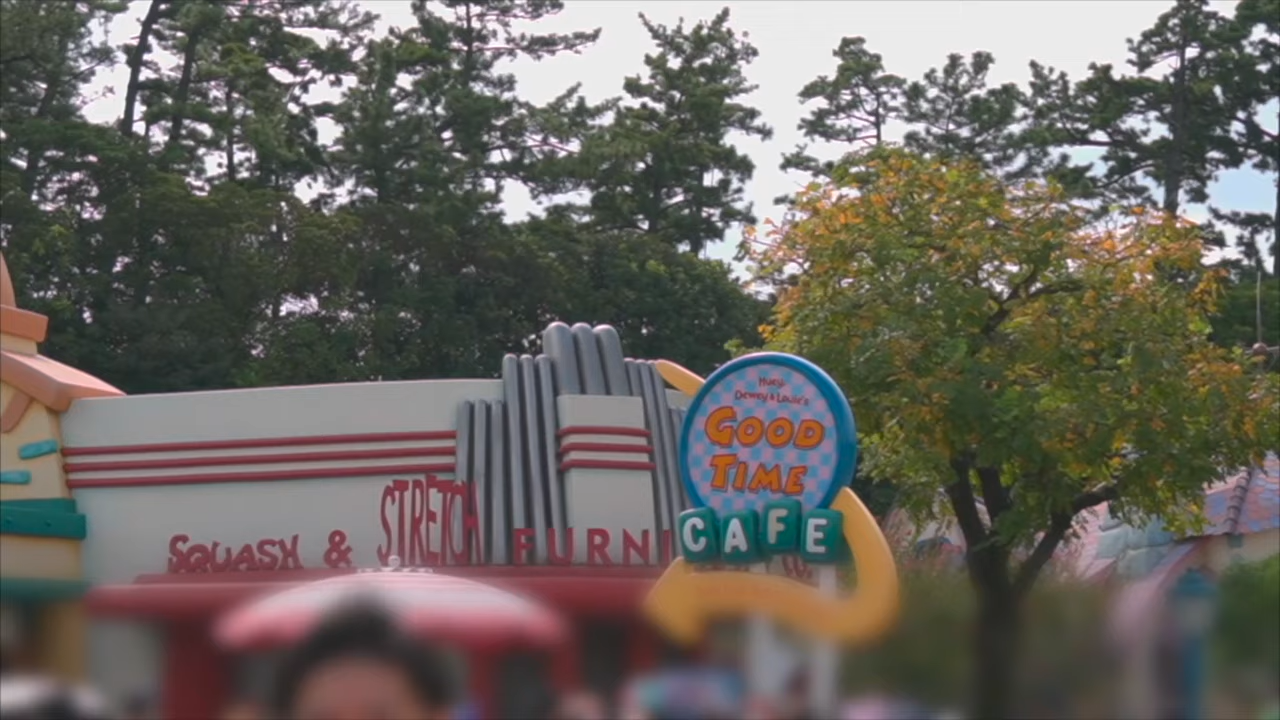 Huey,
Dewey & Louie's
GOOD
TIME
CAFE
SQUASH & STRETCH FURNI